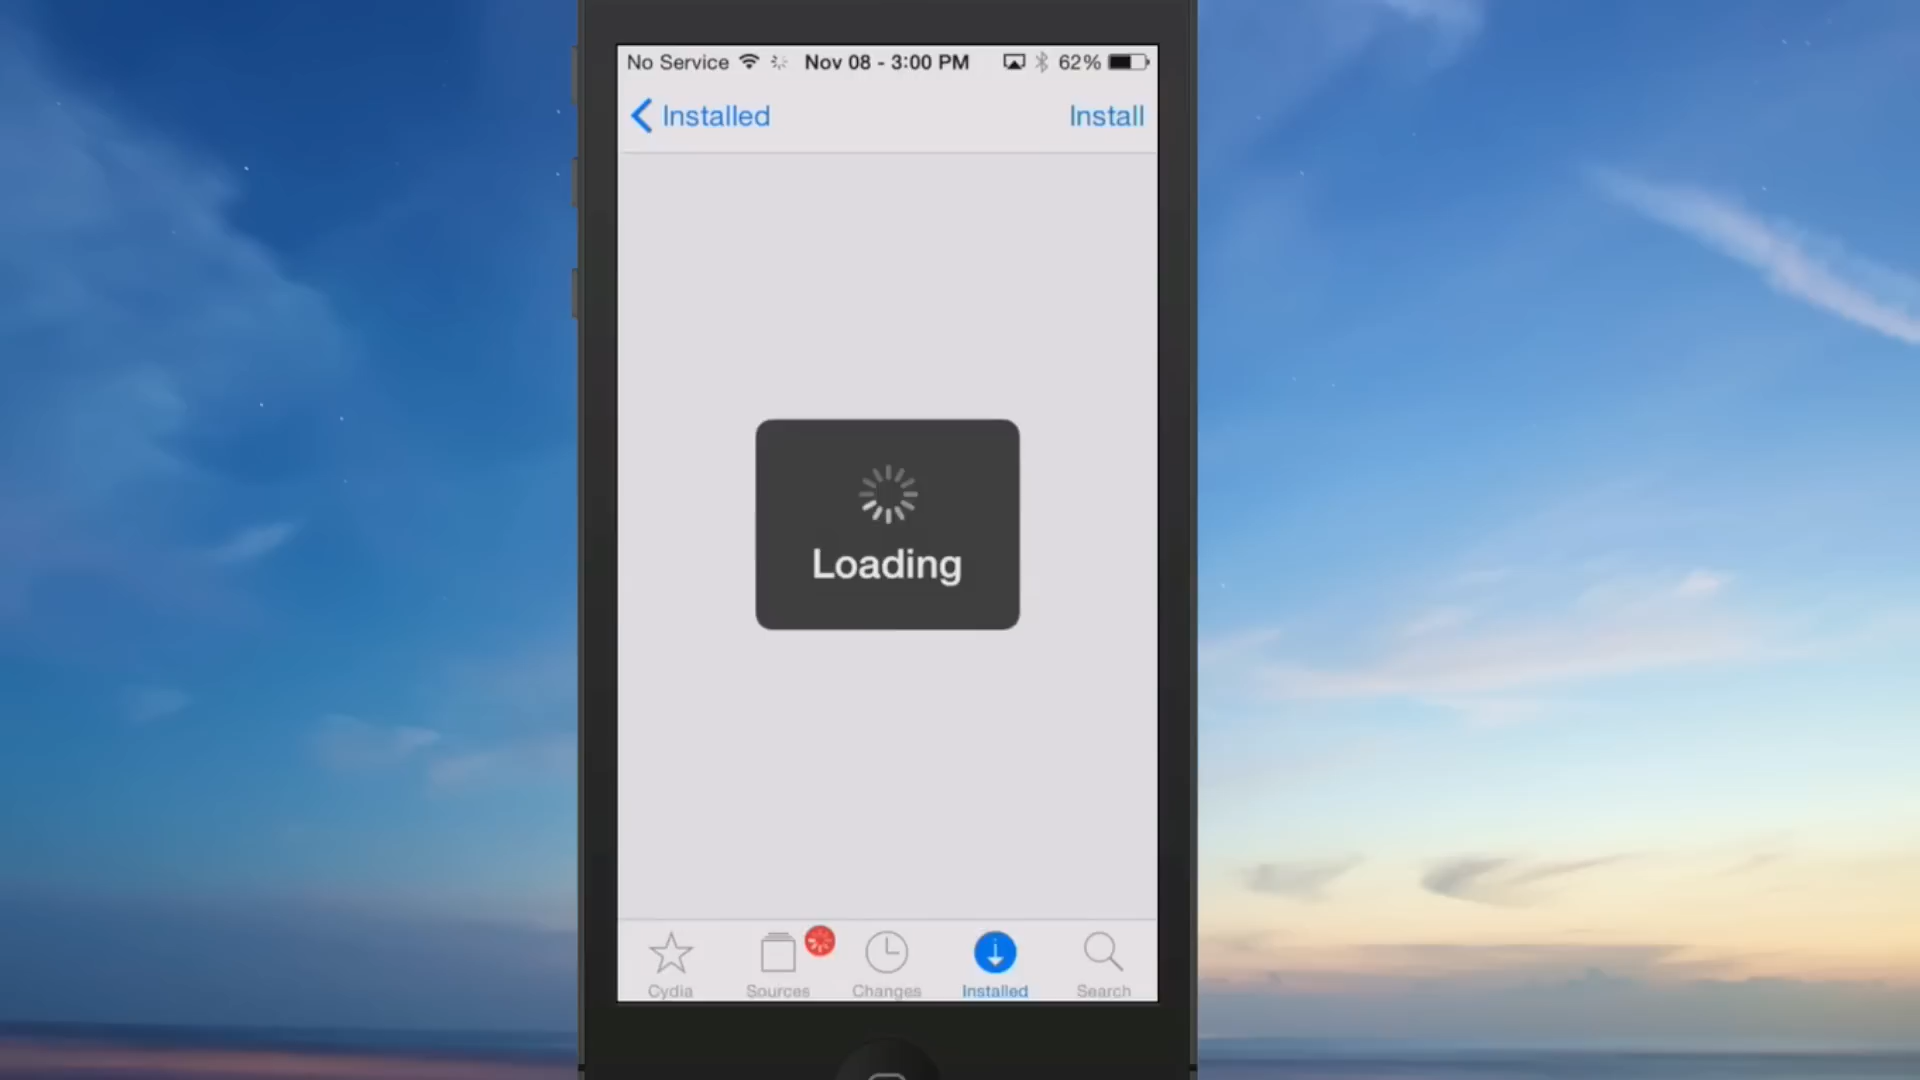 No Service Nov 08 - 3:00 PM 62%
Installed Install
Loading
Cydia Sources Changes Installed Search